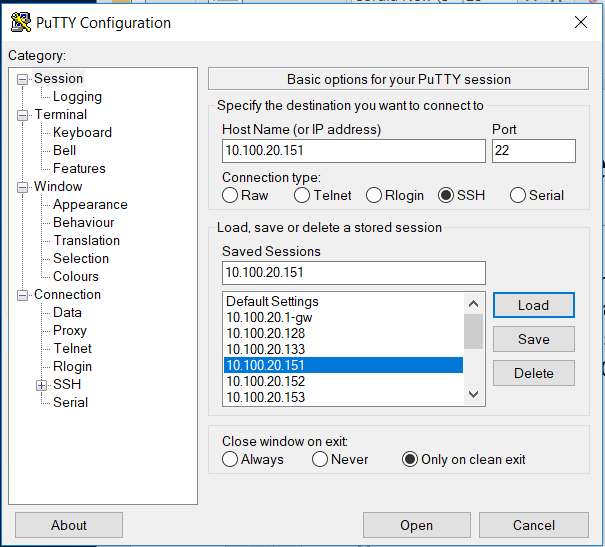 PuTTY Configuration
Category:
Session
Logging
Terminal
Keyboard
Bell
Features
Window
Appearance
Behaviour
Translation
Selection
Colours
Connection
Data
Proxy
Telnet
Rlogin
SSH
Serial
Basic options for your PuTTY session
Specify the destination you want to connect to
Host Name (or IP address) Port
10.100.20.151 22
Connection type:
Raw Telnet Rlogin SSH Serial
Load, save or delete a stored session
Saved Sessions
10.100.20.151
Default Settings
10.100.20.1-gw
10.100.20.128
10.100.20.133
10.100.20.151
10.100.20.152
10.100.20.153
Load
Save
Delete
Close window on exit:
Always Never Only on clean exit
About Open Cancel